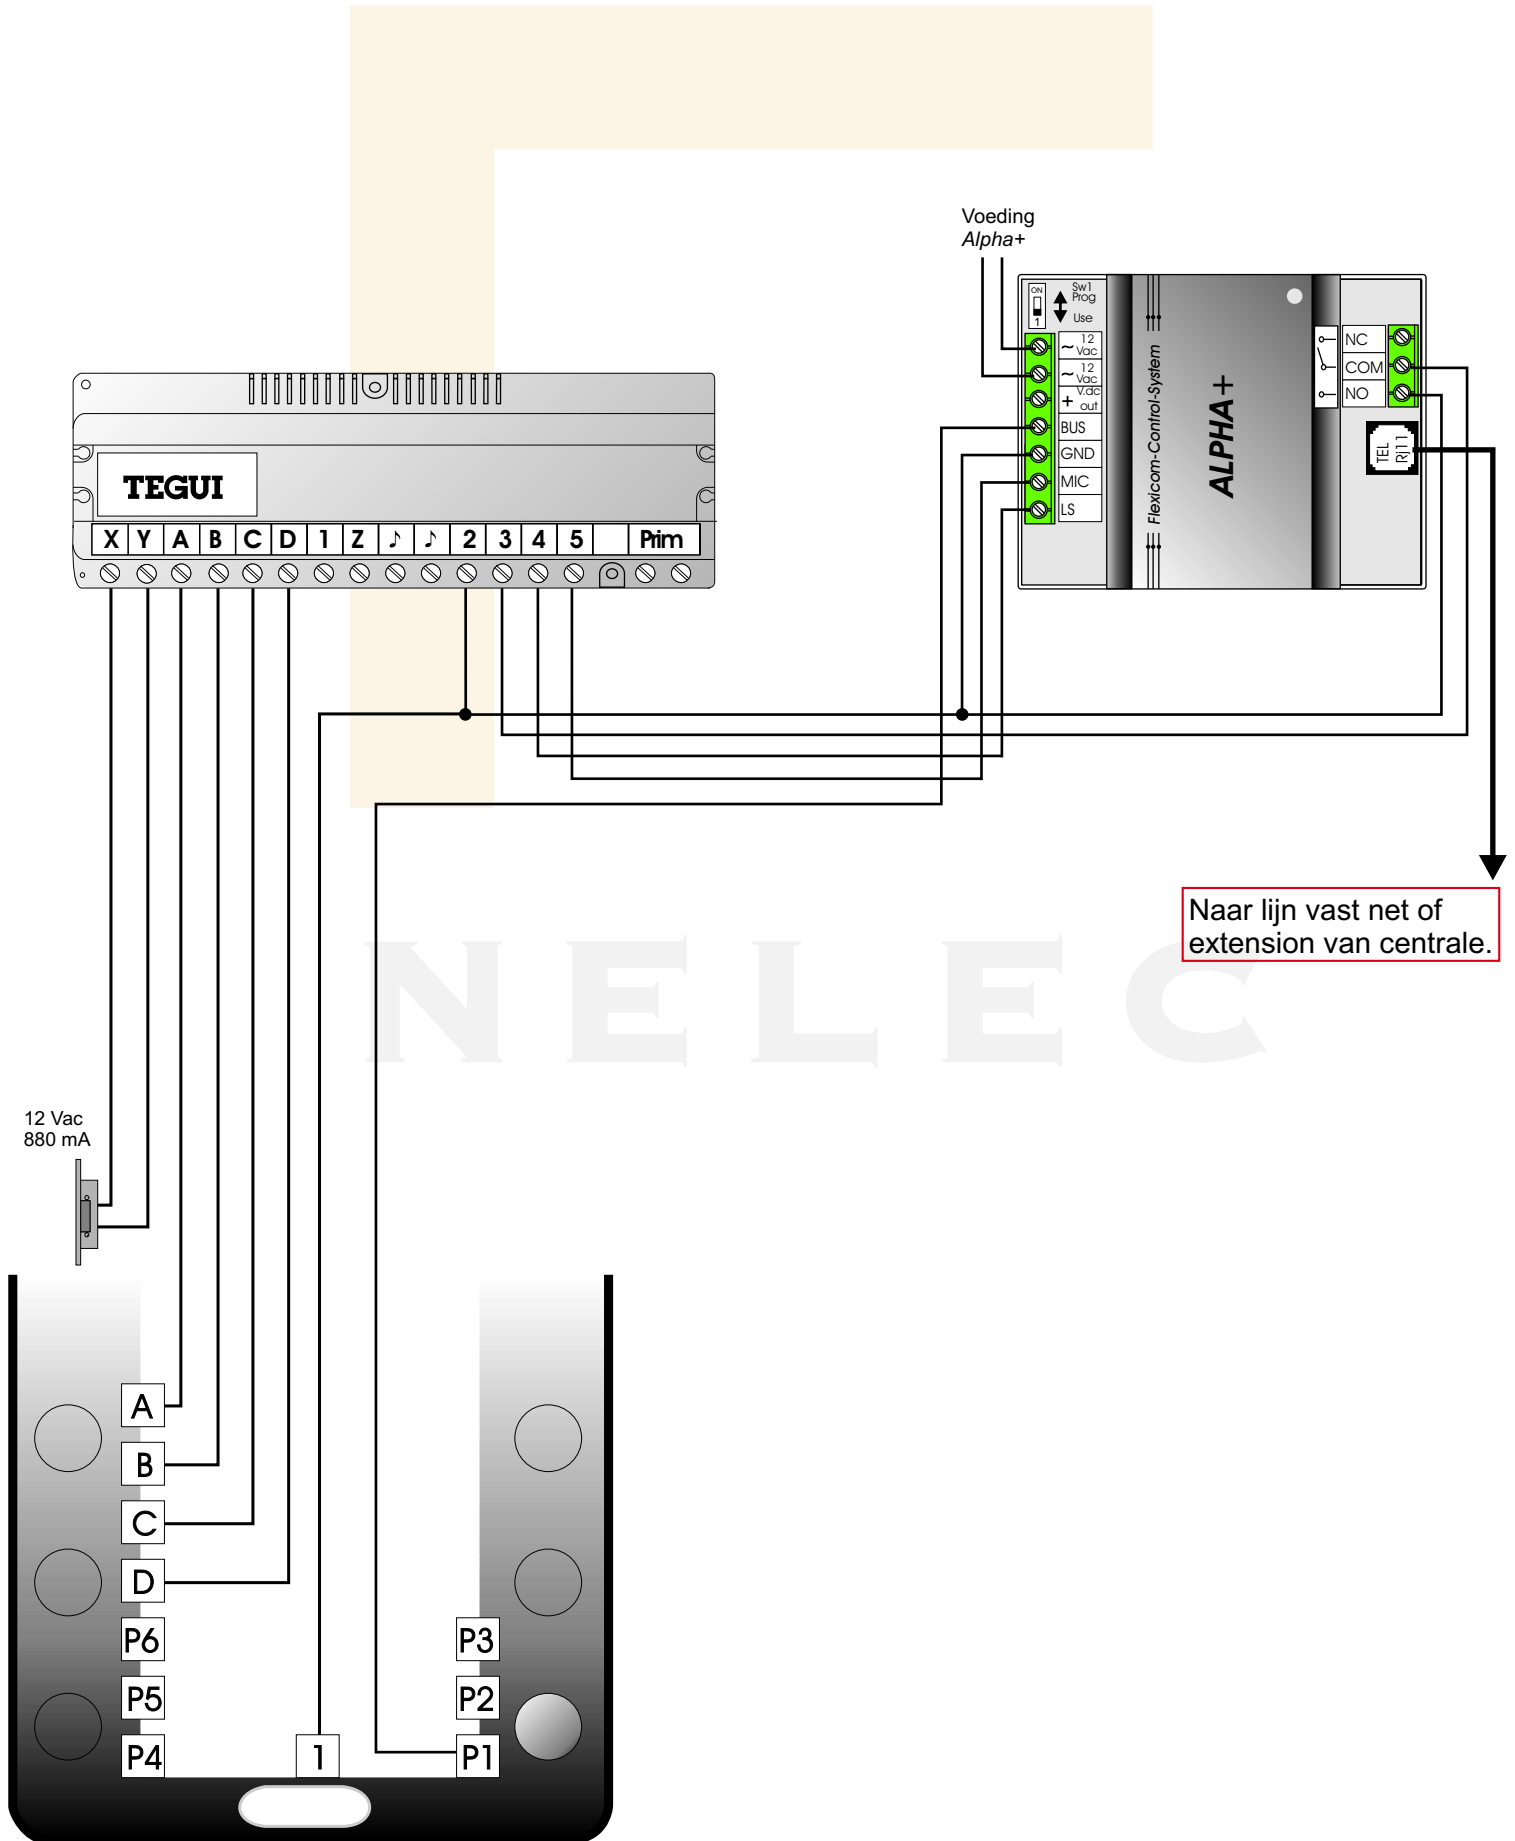 Voeding
Alpha+
ON
1
Sw1
Prog
Use
~ 12 Vac
~ 12 Vac
+ V.dc out
BUS
GND
MIC
LS
Flexicom-Control-System
ALPHA+
NC
COM
NO
TEL
Rj11
TEGUI
X Y A B C D 1 Z ♪ ♪ 2 3 4 5 Prim
Naar lijn vast net of
extension van centrale.
NELEC
12 Vac
880 mA
A
B
C
D
P6
P5
P4
1
P3
P2
P1